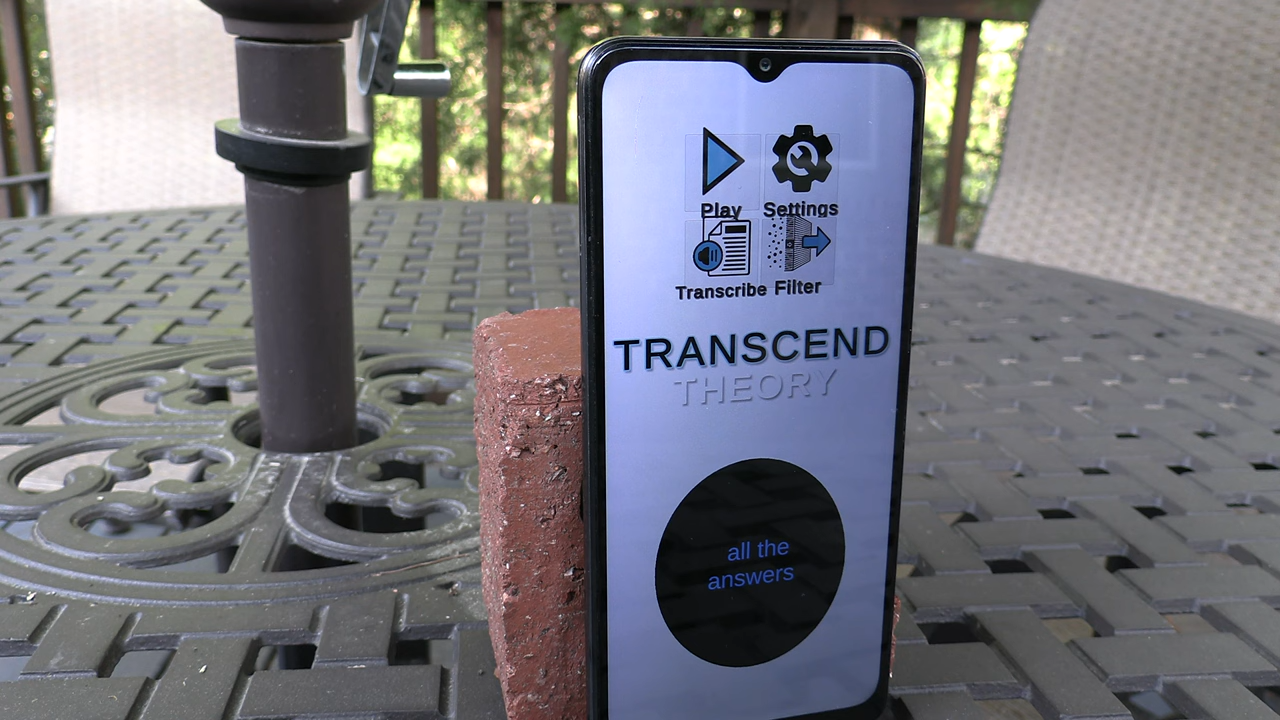 Play Settings
Transcribe Filter
TRANSCEND
THEORY
all the
answers